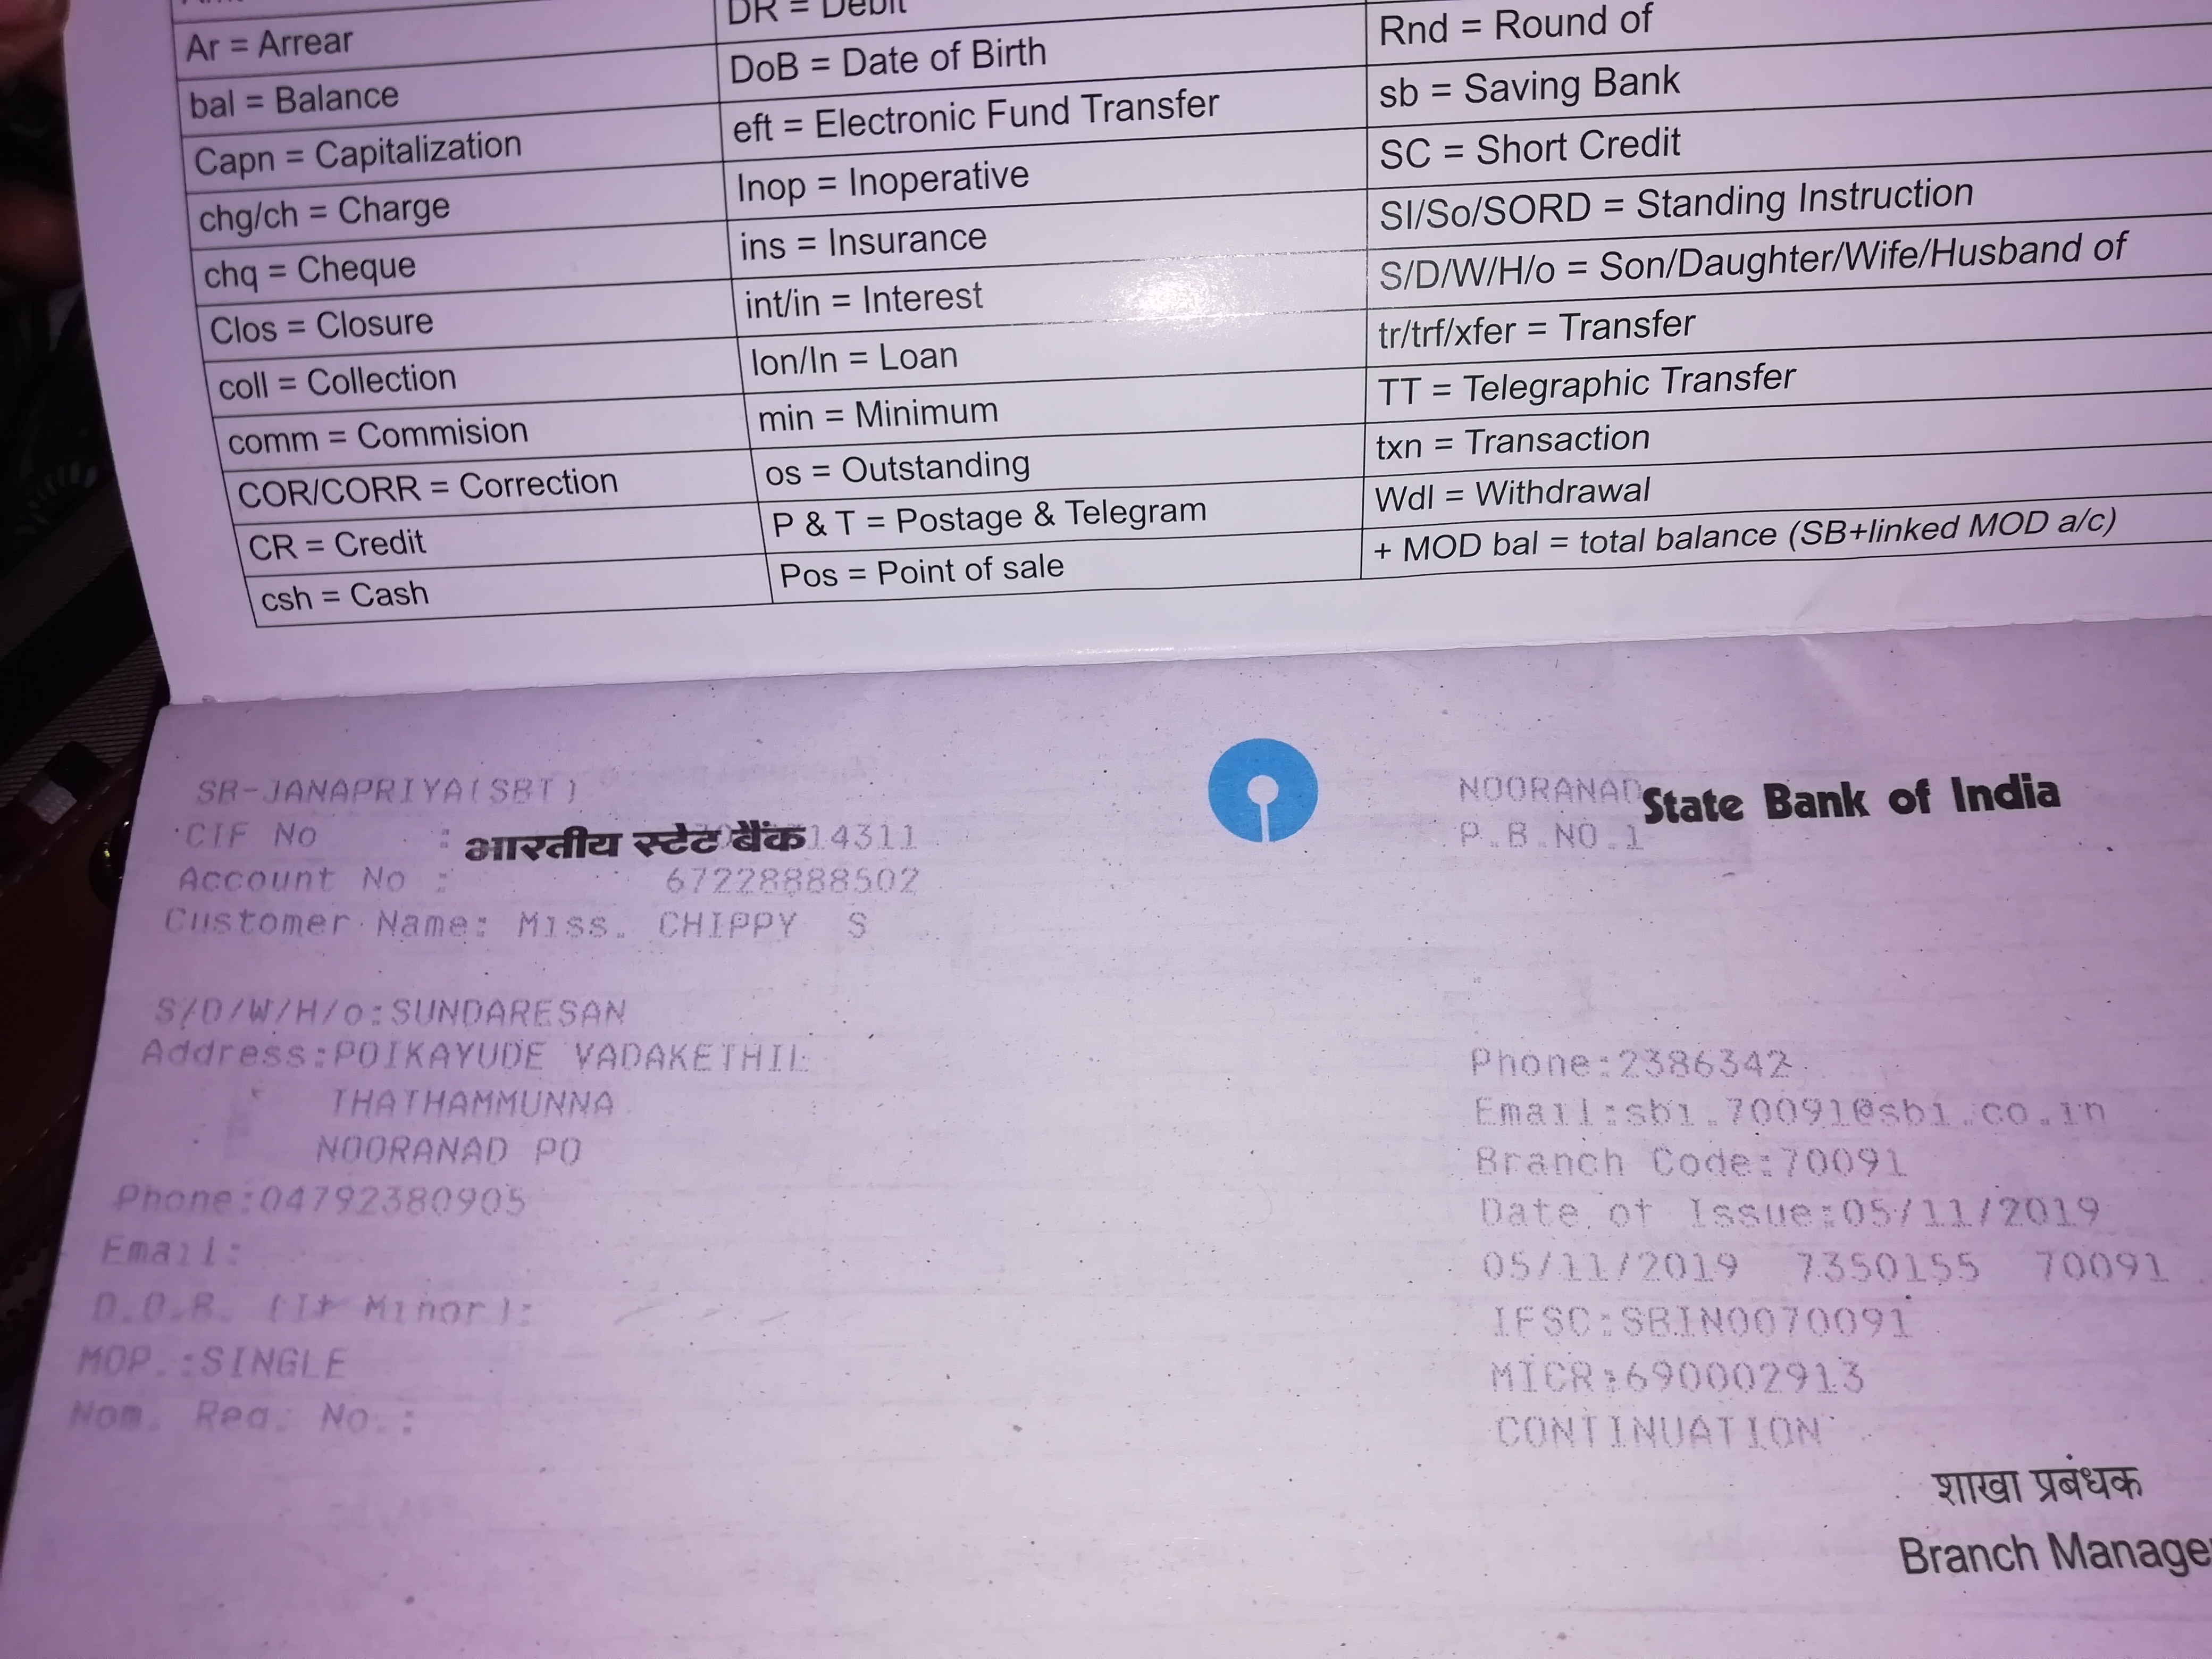 DR = Debit
Ar = Arrear
DoB = Date of Birth
Rnd = Round of
bal = Balance
eft = Electronic Fund Transfer
sb = Saving Bank
Capn = Capitalization
Inop = Inoperative
SC = Short Credit
chg/ch = Charge
ins = Insurance
SI/So/SORD = Standing Instruction
chq = Cheque
int/in = Interest
S/D/W/H/o = Son/Daughter/Wife/Husband of
Clos = Closure
lon/ln = Loan
tr/trf/xfer = Transfer
coll = Collection
min = Minimum
TT = Telegraphic Transfer
comm = Commision
os = Outstanding
txn = Transaction
COR/CORR = Correction
P & T = Postage & Telegram
Wdl = Withdrawal
CR = Credit
Pos = Point of sale
+ MOD bal = total balance (SB+linked MOD a/c)
csh = Cash
SB-JANAPRIYA(SBT)
NOORANAD
State Bank of India
CIF No :
भारतीय स्टेट बैंक
14311
P.B.NO.1
Account No : 67228888502
Customer Name: Miss. CHIPPY S
S/D/W/H/o:SUNDARESAN
Address:POIKAYUDE VADAKETHIL
THATHAMMUNNA
NOORANAD PO
Phone:04792380905
Email:
D.O.B. (If Minor):
MOP.:SINGLE
Nom. Reg. No.:
Phone:2386342
Email:sbi.70091@sbi.co.in
Branch Code:70091
Date of Issue:05/11/2019
05/11/2019 7350155 70091
IFSC:SBIN0070091
MICR:690002913
CONTINUATION
शाखा प्रबंधक
Branch Manage